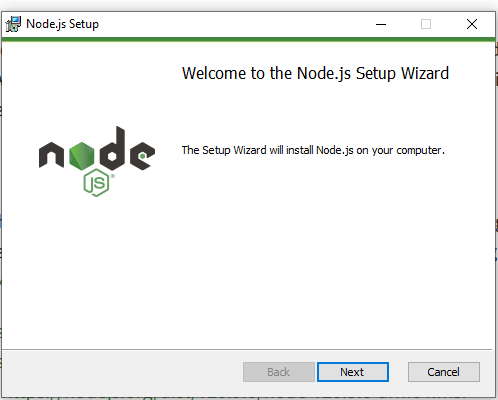 Node.js Setup
Welcome to the Node.js Setup Wizard
The Setup Wizard will install Node.js on your computer.
node
JS
Back
Next
Cancel